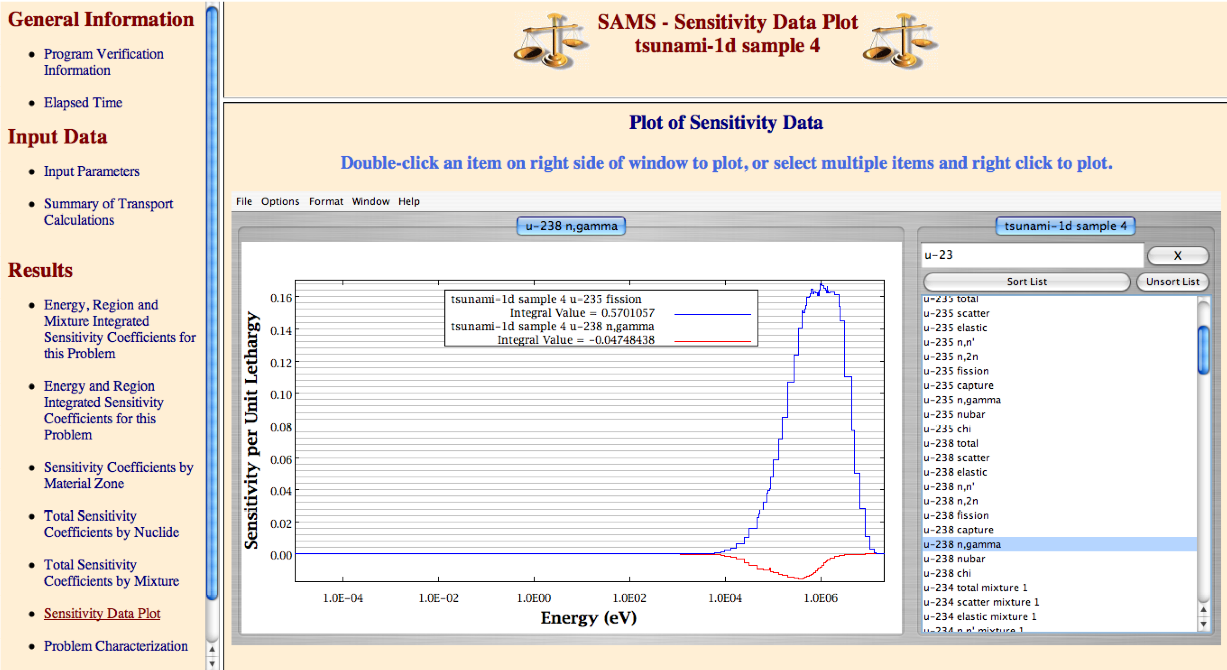 General Information
Program Verification
Information
Elapsed Time
Input Data
Input Parameters
Summary of Transport
Calculations
Results
Energy, Region and
Mixture Integrated
Sensitivity Coefficients for
this Problem
Energy and Region
Integrated Sensitivity
Coefficients for this
Problem
Sensitivity Coefficients by
Material Zone
Total Sensitivity
Coefficients by Nuclide
Total Sensitivity
Coefficients by Mixture
Sensitivity Data Plot
Problem Characterization
SAMS - Sensitivity Data Plot
tsunami-1d sample 4
Plot of Sensitivity Data
Double-click an item on right side of window to plot, or select multiple items and right click to plot.
File Options Format Window Help
u-238 n,gamma
Sensitivity per Unit Lethargy
0.16
0.14
0.12
0.10
0.08
0.06
0.04
0.02
0.00
tsunami-1d sample 4 u-235 fission
Integral Value = 0.5701057
tsunami-1d sample 4 u-238 n,gamma
Integral Value = -0.04748438
1.0E-04 1.0E-02 1.0E00 1.0E02 1.0E04 1.0E06
Energy (eV)
tsunami-1d sample 4
u-23 X
Sort List Unsort List
u-235 total
u-235 scatter
u-235 elastic
u-235 n,n'
u-235 n,2n
u-235 fission
u-235 capture
u-235 n,gamma
u-235 nubar
u-235 chi
u-238 total
u-238 scatter
u-238 elastic
u-238 n,n'
u-238 n,2n
u-238 fission
u-238 capture
u-238 n,gamma
u-238 nubar
u-238 chi
u-234 total mixture 1
u-234 scatter mixture 1
u-234 elastic mixture 1
u-234 n,n' mixture 1